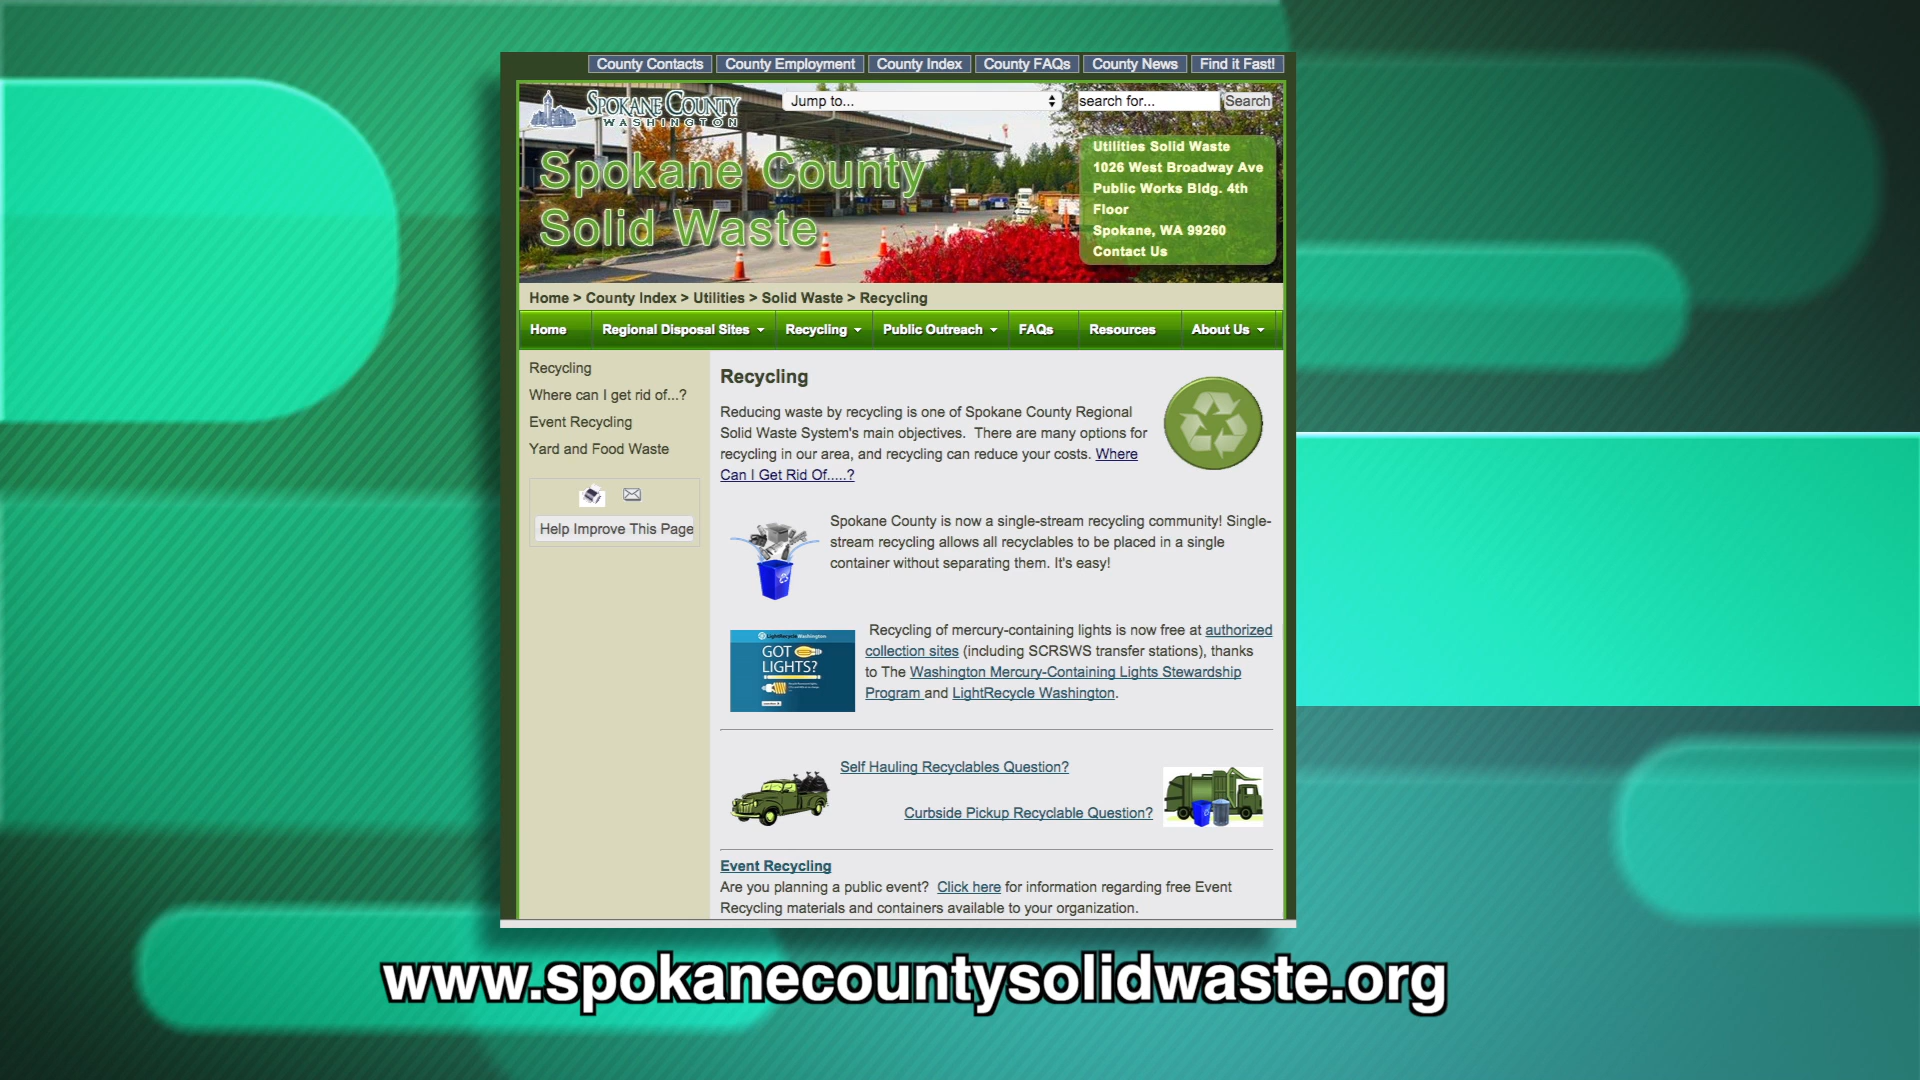 County Contacts County Employment County Index County FAQs County News Find it Fast!
SPOKANE COUNTY
WASHINGTON
Jump to...
search for... Search
Spokane County
Solid Waste
Utilities Solid Waste
1026 West Broadway Ave
Public Works Bldg. 4th
Floor
Spokane, WA 99260
Contact Us
Home > County Index > Utilities > Solid Waste > Recycling
Home Regional Disposal Sites Recycling Public Outreach FAQs Resources About Us
Recycling
Where can I get rid of...?
Event Recycling
Yard and Food Waste
Help Improve This Page
Recycling
Reducing waste by recycling is one of Spokane County Regional
Solid Waste System's main objectives. There are many options for
recycling in our area, and recycling can reduce your costs. Where
Can I Get Rid Of.....?
Spokane County is now a single-stream recycling community! Single-
stream recycling allows all recyclables to be placed in a single
container without separating them. It's easy!
LightRecycle Washington
GOT
LIGHTS?
Recycling of mercury-containing lights is now free at authorized
collection sites (including SCRSWS transfer stations), thanks
to The Washington Mercury-Containing Lights Stewardship
Program and LightRecycle Washington.
Self Hauling Recyclables Question?
Curbside Pickup Recyclable Question?
Event Recycling
Are you planning a public event? Click here for information regarding free Event
Recycling materials and containers available to your organization.
www.spokanecountysolidwaste.org